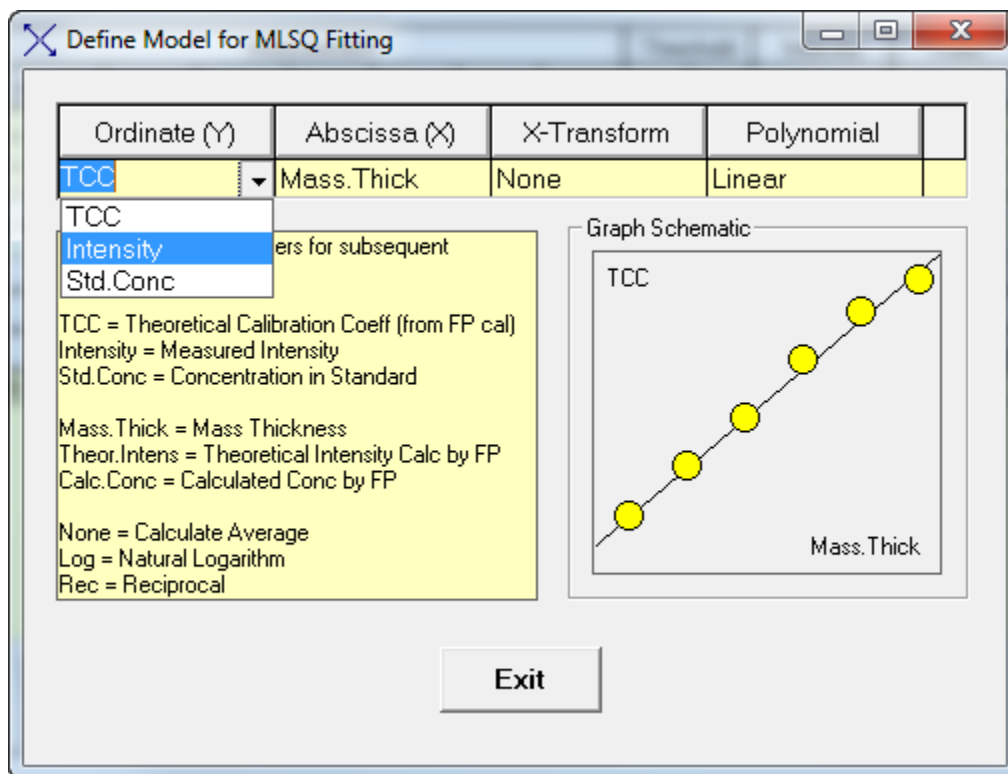 Define Model for MLSQ Fitting
Ordinate (Y) Abscissa (X) X-Transform Polynomial
TCC Mass.Thick None Linear
TCC
Intensity
Std.Conc
ers for subsequent
TCC = Theoretical Calibration Coeff (from FP cal)
Intensity = Measured Intensity
Std.Conc = Concentration in Standard
Mass.Thick = Mass Thickness
Theor.Intens = Theoretical Intensity Calc by FP
Calc.Conc = Calculated Conc by FP
None = Calculate Average
Log = Natural Logarithm
Rec = Reciprocal
Graph Schematic
TCC
Mass.Thick
Exit